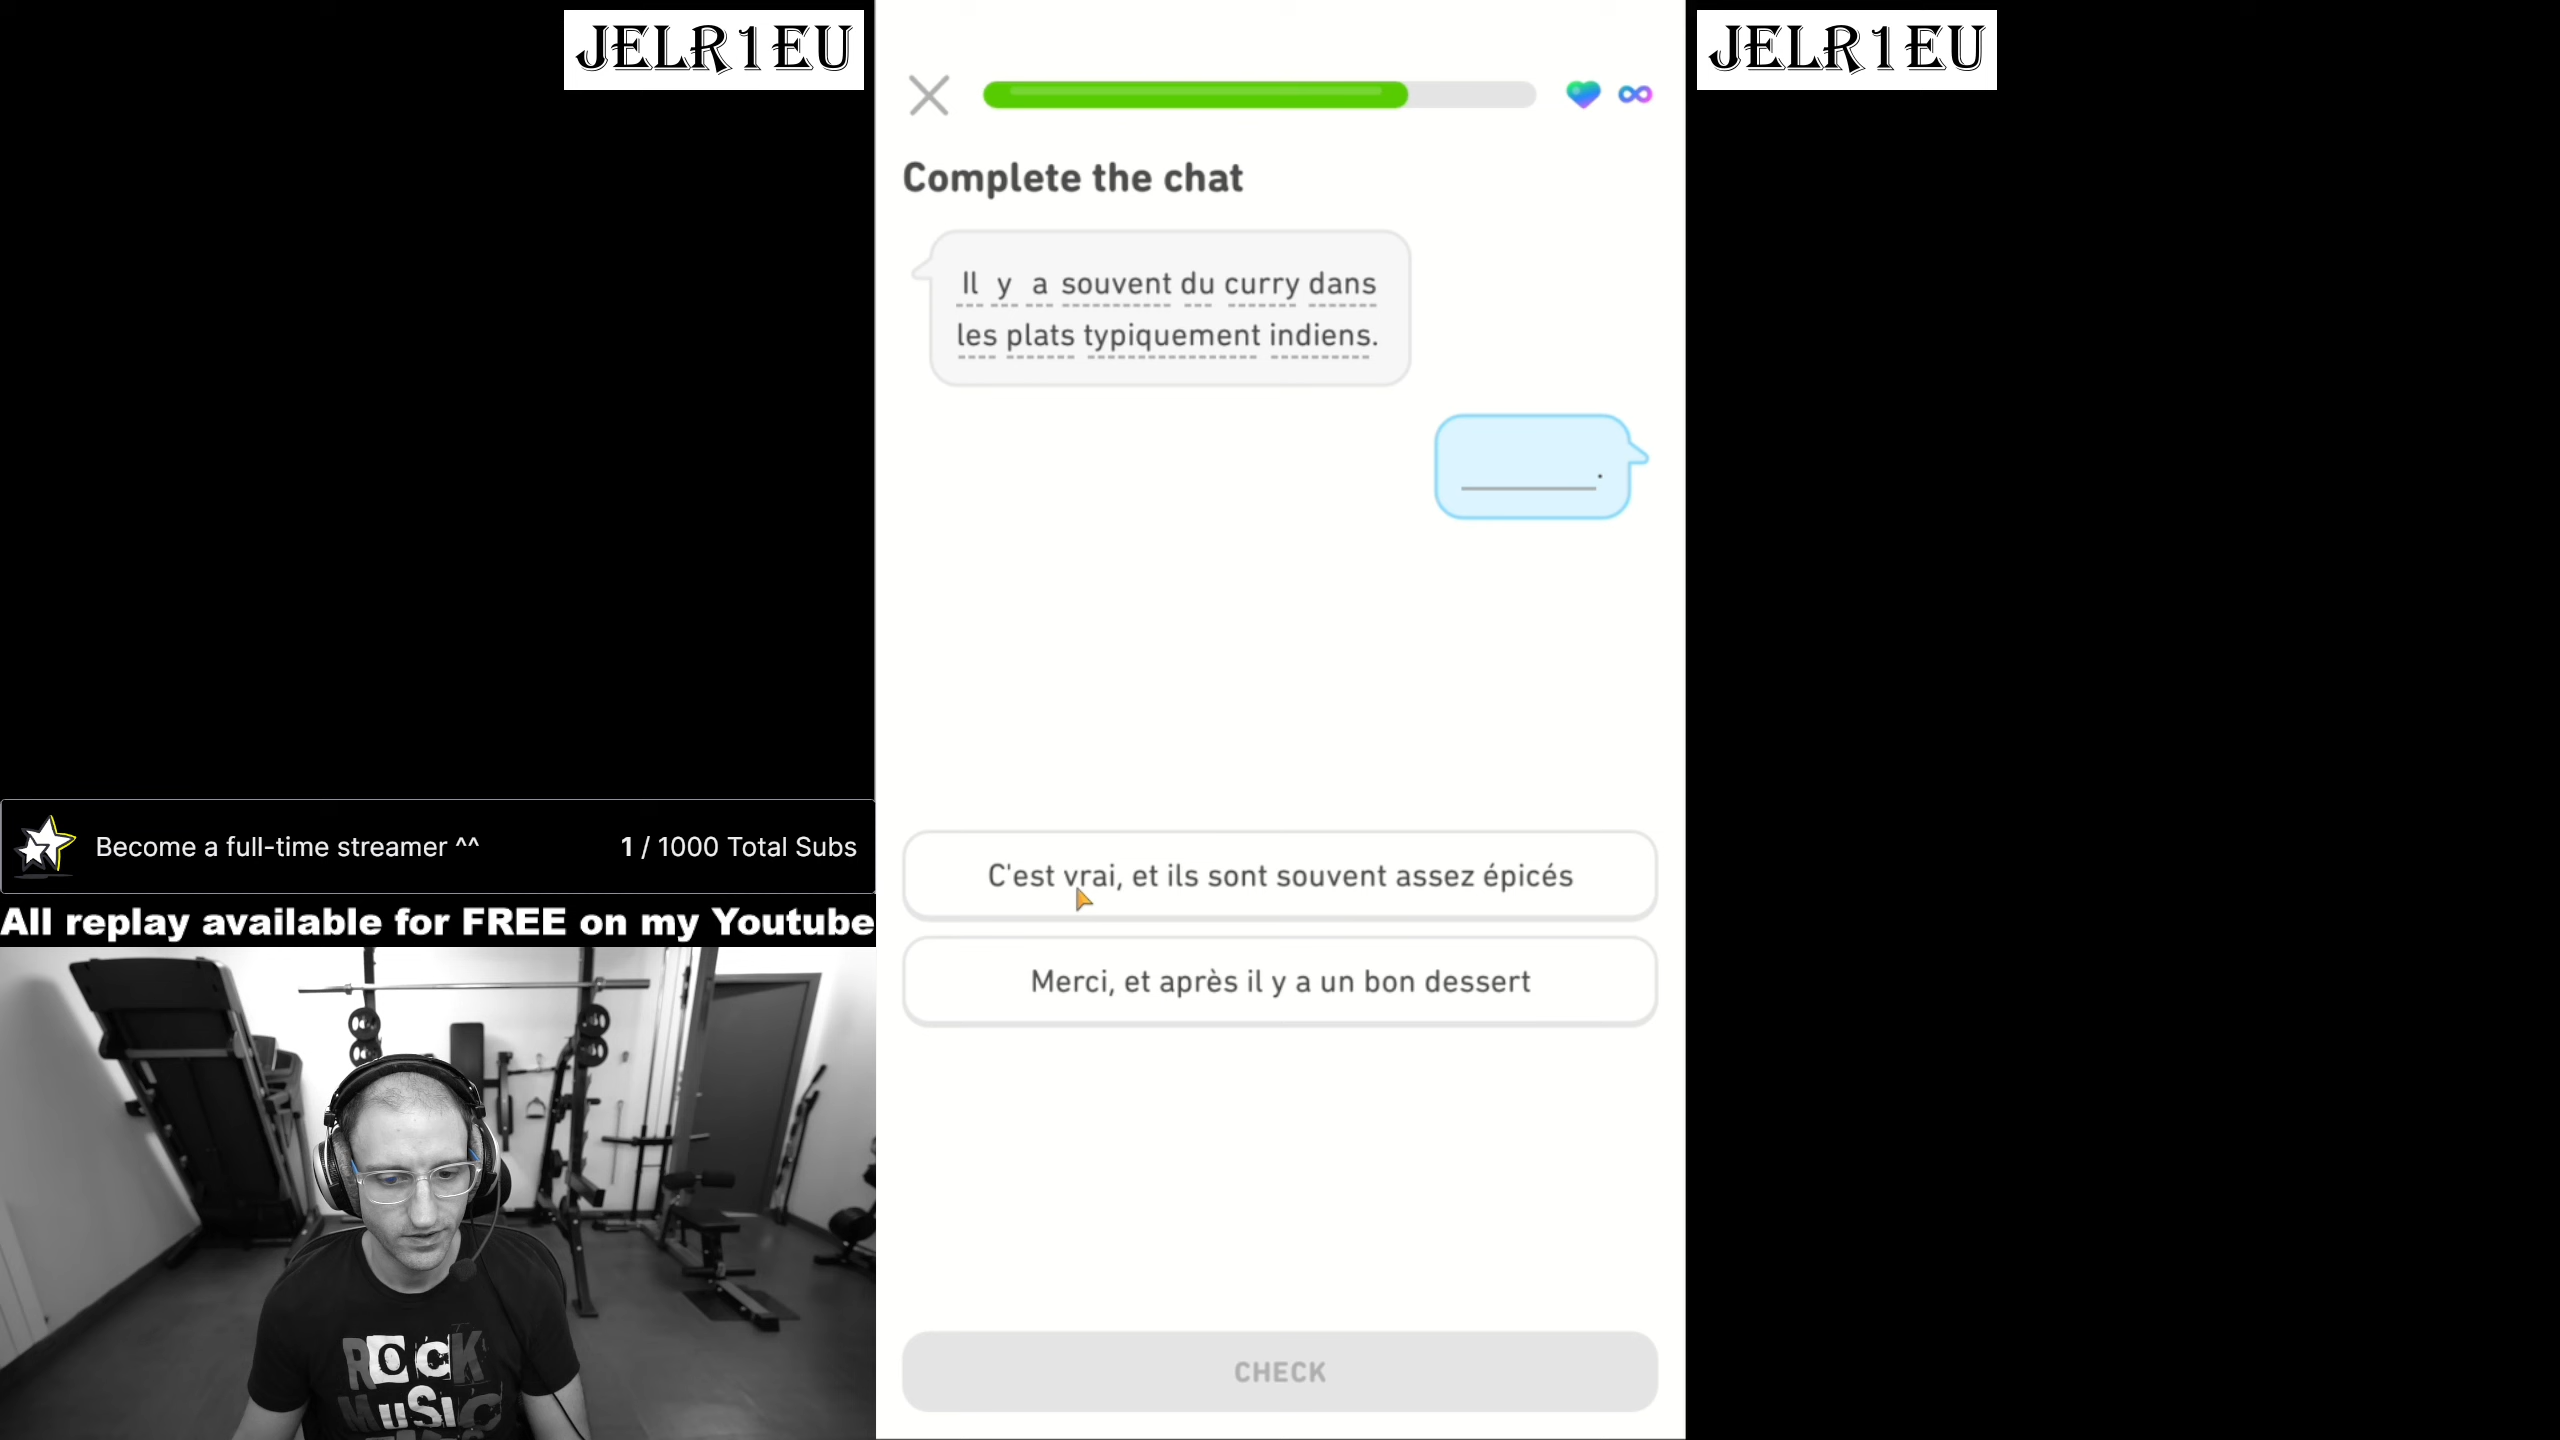 JELR1EU
JELR1EU
Complete the chat
Il y a souvent du curry dans
les plats typiquement indiens.
.
C'est vrai, et ils sont souvent assez épicés
Merci, et après il y a un bon dessert
CHECK
Become a full-time streamer ^^ 1 / 1000 Total Subs
All replay available for FREE on my Youtube
ROCK
MUSIC